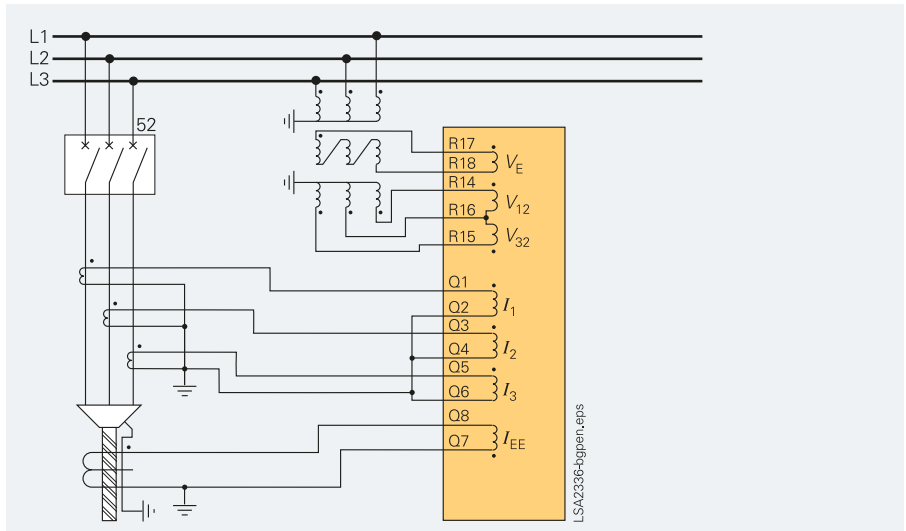 L1
L2
L3
52
R17
R18
V_E
R14
V_12
R16
R15
V_32
Q1
Q2
I_1
Q3
Q4
I_2
Q5
Q6
I_3
Q8
Q7
I_EE
LSA2336-bgpen.eps